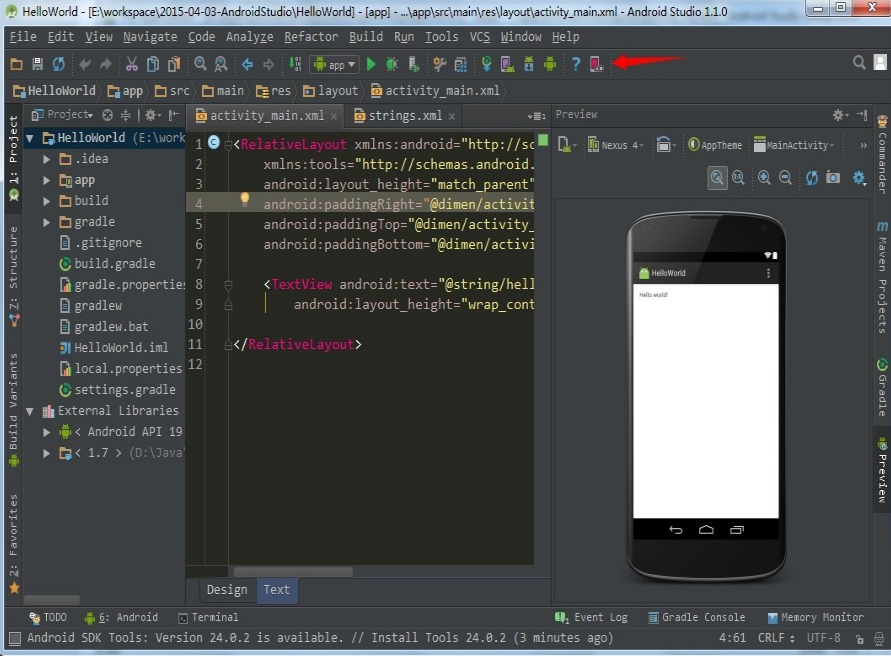 HelloWorld - [E:\workspace\2015-04-03-AndroidStudio\HelloWorld] - [app] - ...\app\src\main\res\layout\activity_main.xml - Android Studio 1.1.0
File Edit View Navigate Code Analyze Refactor Build Run Tools VCS Window Help
app
HelloWorld app src main res layout activity_main.xml
1: Project
Z: Structure
Build Variants
2: Favorites
Project
HelloWorld (E:\work
.idea
app
build
gradle
.gitignore
build.gradle
gradle.properties
gradlew
gradlew.bat
HelloWorld.iml
local.properties
settings.gradle
External Libraries
< Android API 19
< 1.7 > (D:\Java\
activity_main.xml strings.xml
1 <RelativeLayout xmlns:android="http://sc
2 xmlns:tools="http://schemas.android.
3 android:layout_height="match_parent"
4 android:paddingRight="@dimen/activit
5 android:paddingTop="@dimen/activity_
6 android:paddingBottom="@dimen/activi
7
8 <TextView android:text="@string/hell
9 android:layout_height="wrap_cont
10
11 </RelativeLayout>
12
Design Text
Preview
Nexus 4 AppTheme MainActivity
HelloWorld
Hello world!
Commander
Maven Projects
Gradle
Preview
TODO 6: Android Terminal Event Log Gradle Console Memory Monitor
Android SDK Tools: Version 24.0.2 is available. // Install Tools 24.0.2 (3 minutes ago) 4:61 CRLF UTF-8